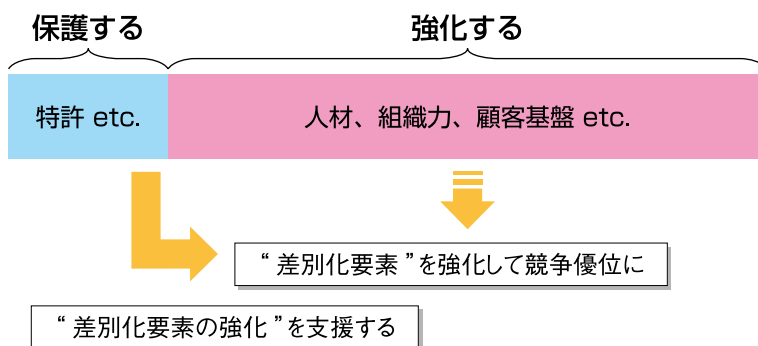 保護する
強化する
特許 etc.
人材、組織力、顧客基盤 etc.
“ 差別化要素 ”を強化して競争優位に
“ 差別化要素の強化 ”を支援する